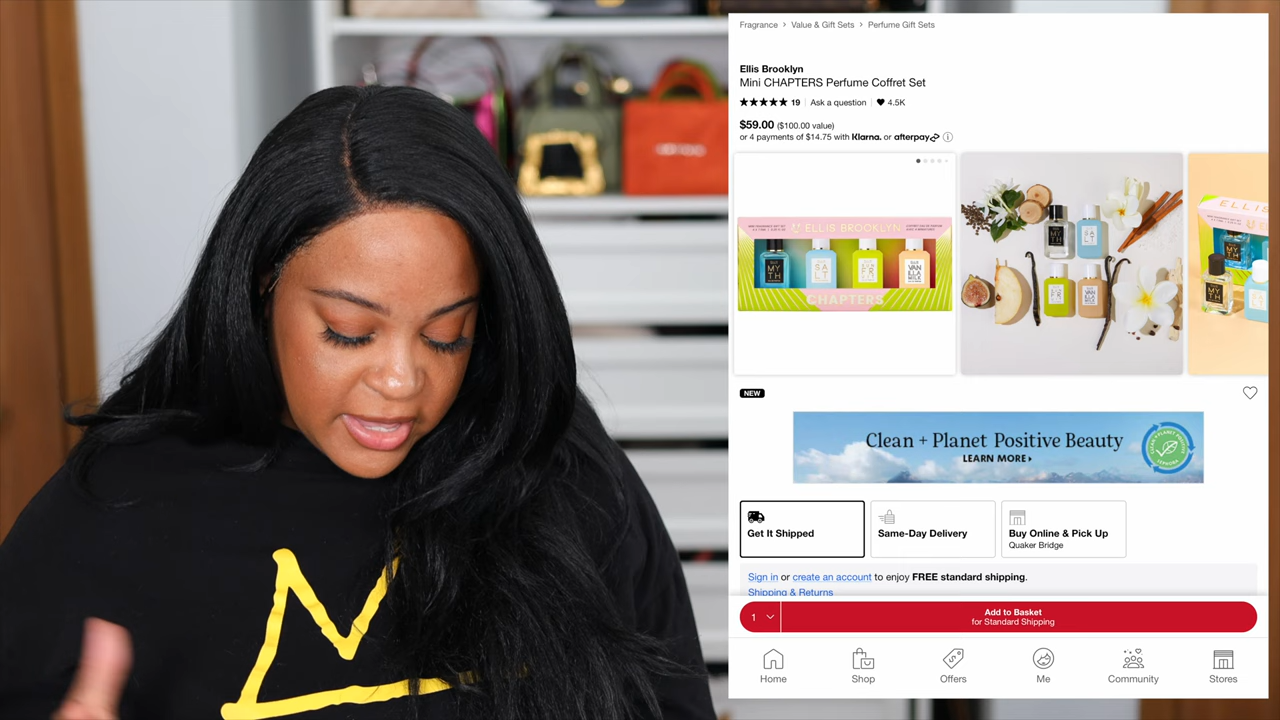 Fragrance > Value & Gift Sets > Perfume Gift Sets
Ellis Brooklyn
Mini CHAPTERS Perfume Coffret Set
19 | Ask a question | 4.5K
$59.00 ($100.00 value)
or 4 payments of $14.75 with Klarna. or afterpay
ELLIS BROOKLYN
MYTH
SALT
VANILLA MILK
CHAPTERS
MYTH
SALT
ELLIS
MYTH
NEW
Clean + Planet Positive Beauty
LEARN MORE
Get It Shipped
Same-Day Delivery
Buy Online & Pick Up
Quaker Bridge
Sign in or create an account to enjoy FREE standard shipping.
Shipping & Returns
1
Add to Basket
for Standard Shipping
Home
Shop
Offers
Me
Community
Stores